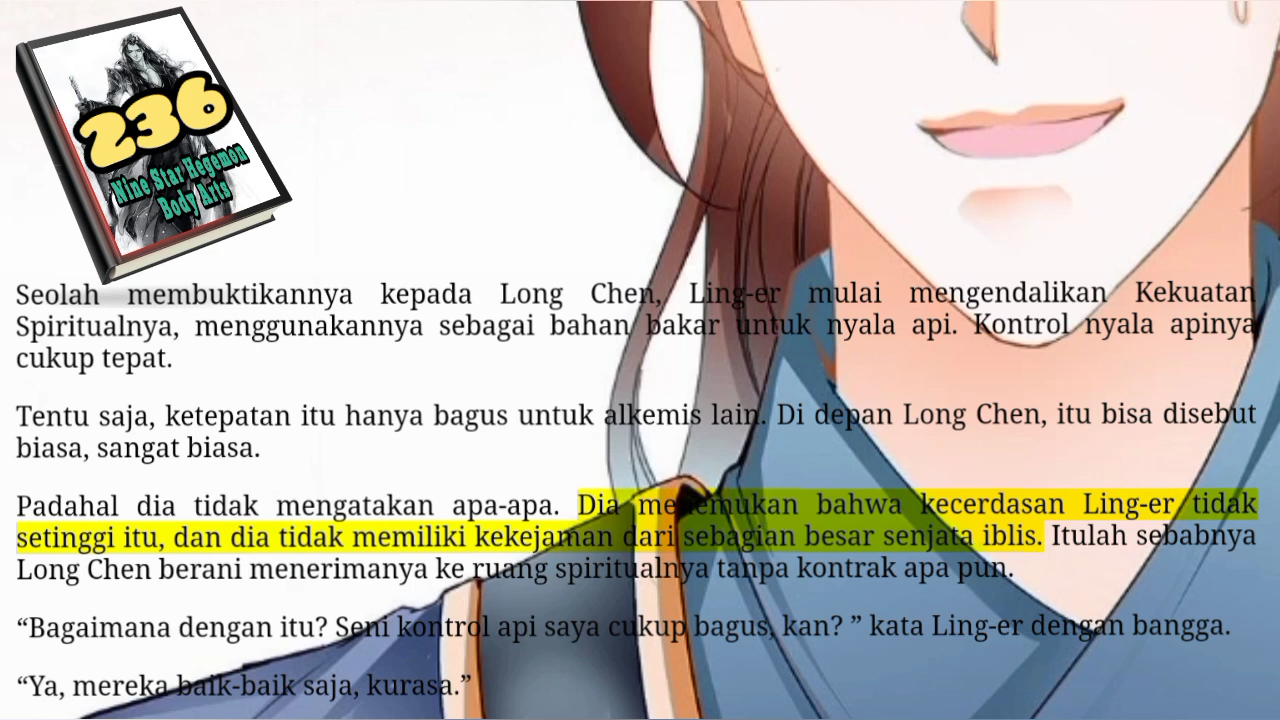 236
Nine Star Hegemon
Body Arts
Seolah membuktikannya kepada Long Chen, Ling-er mulai mengendalikan Kekuatan
Spiritualnya, menggunakannya sebagai bahan bakar untuk nyala api. Kontrol nyala apinya
cukup tepat.
Tentu saja, ketepatan itu hanya bagus untuk alkemis lain. Di depan Long Chen, itu bisa disebut
biasa, sangat biasa.
Padahal dia tidak mengatakan apa-apa. Dia menemukan bahwa kecerdasan Ling-er tidak
setinggi itu, dan dia tidak memiliki kekejaman dari sebagian besar senjata iblis. Itulah sebabnya
Long Chen berani menerimanya ke ruang spiritualnya tanpa kontrak apa pun.
“Bagaimana dengan itu? Seni kontrol api saya cukup bagus, kan? ” kata Ling-er dengan bangga.
“Ya, mereka baik-baik saja, kurasa.”